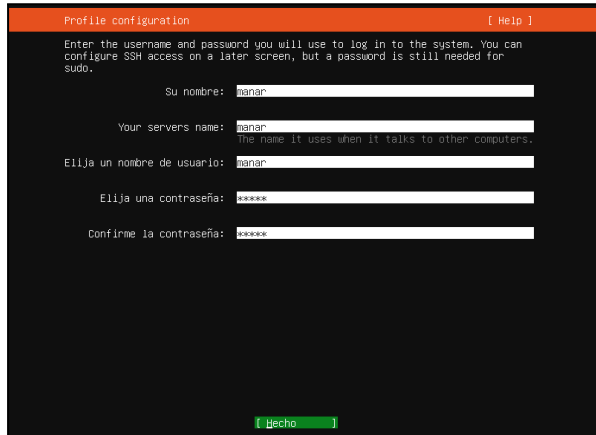 Profile configuration [ Help ]
Enter the username and password you will use to log in to the system. You can
configure SSH access on a later screen, but a password is still needed for
sudo.
Su nombre: manar
Your servers name: manar
The name it uses when it talks to other computers.
Elija un nombre de usuario: manar
Elija una contraseña: *****
Confirme la contraseña: *****
[ Hecho ]